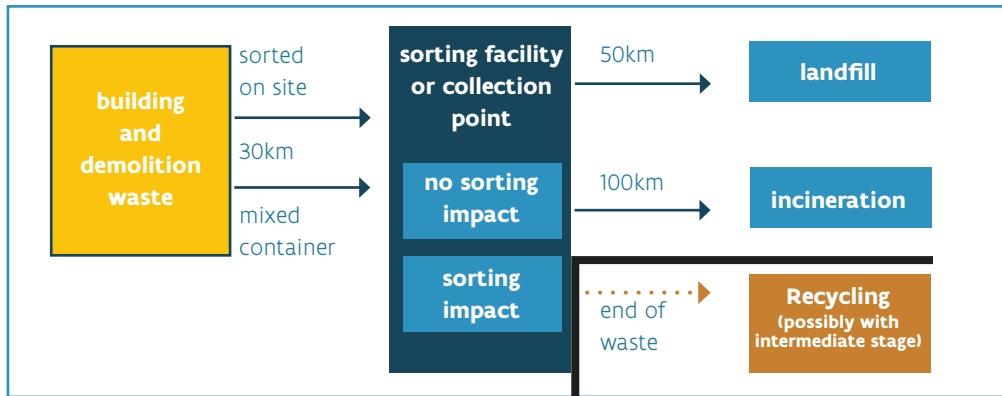 building
and
demolition
waste
sorted
on site
30km
mixed
container
sorting facility
or collection
point
no sorting
impact
sorting
impact
50km
landfill
100km
incineration
end of
waste
Recycling
(possibly with
intermediate stage)